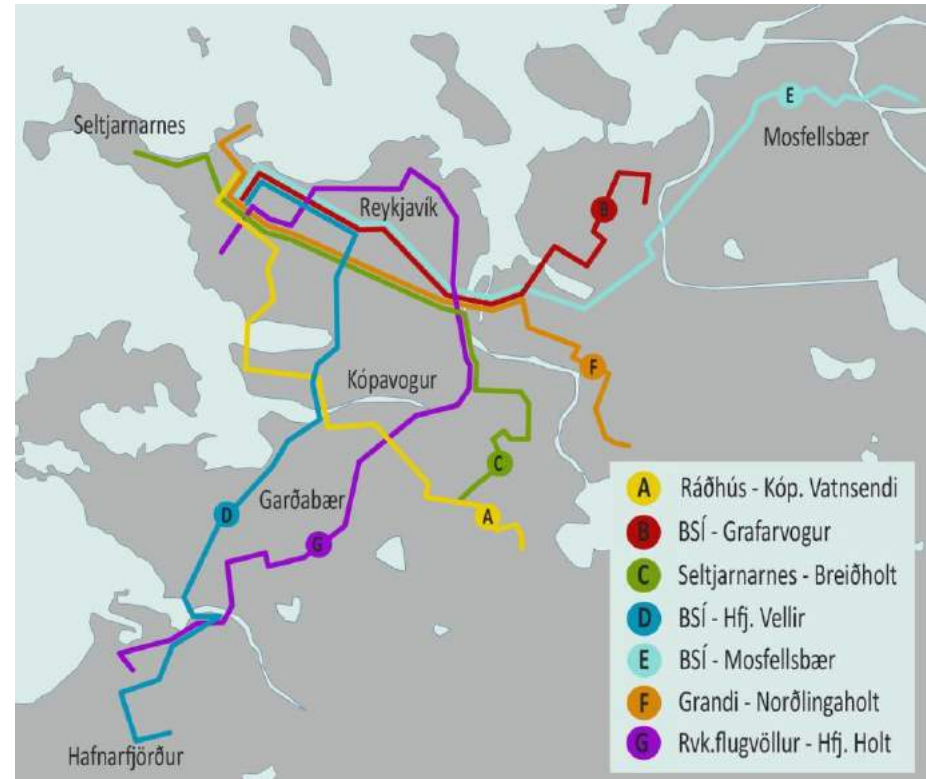 Seltjarnarnes
E
Mosfellsbær
Reykjavík
B
Kópavogur
F
C
Garðabær
D
A
G
Hafnarfjörður
A Ráðhús - Kóp. Vatnsendi
B BSÍ - Grafarvogur
C Seltjarnarnes - Breiðholt
D BSÍ - Hfj. Vellir
E BSÍ - Mosfellsbær
F Grandi - Norðlingaholt
G Rvk.flugvöllur - Hfj. Holt